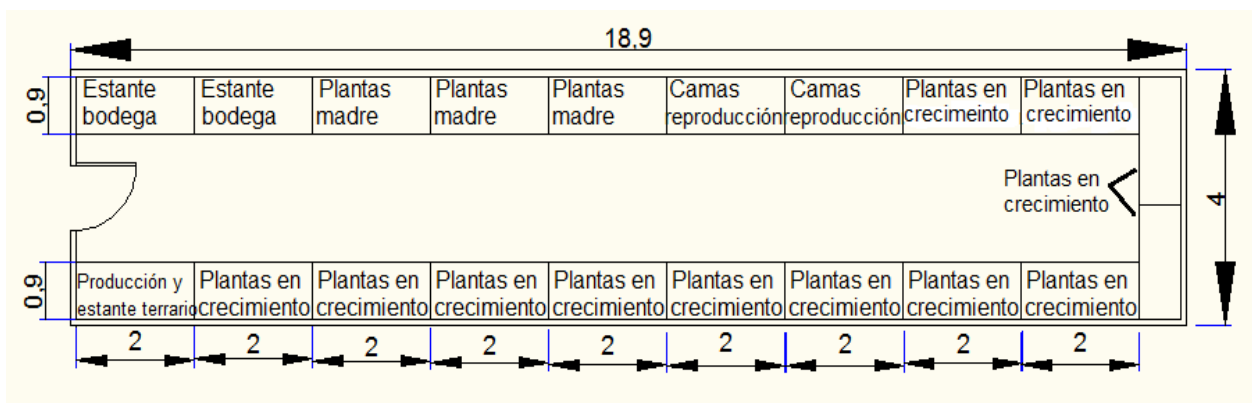 18,9
0,9
Estante
bodega
Estante
bodega
Plantas
madre
Plantas
madre
Plantas
madre
Camas
reproducción
Camas
reproducción
Plantas en
crecimeinto
Plantas en
crecimiento
Plantas en
crecimiento
4
0,9
Producción y
estante terrario
Plantas en
crecimiento
Plantas en
crecimiento
Plantas en
crecimiento
Plantas en
crecimiento
Plantas en
crecimiento
Plantas en
crecimiento
Plantas en
crecimiento
Plantas en
crecimiento
2 2 2 2 2 2 2 2 2